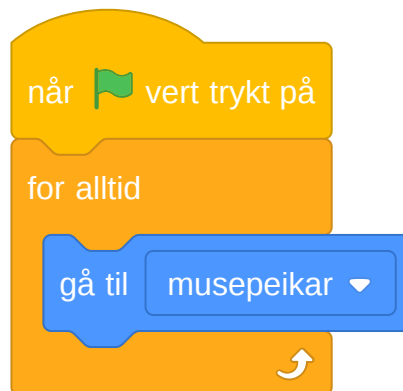 når vert trykt på
for alltid
gå til musepeikar